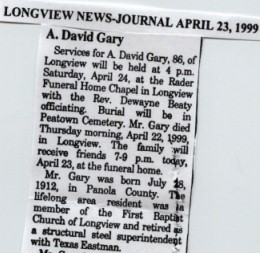 LONGVIEW NEWS-JOURNAL APRIL 23, 1999
A. David Gary
Services for A. David Gary, 86, of
Longview will be held at 4 p.m.
Saturday, April 24, at the Rader
Funeral Home Chapel in Longview
with the Rev. Dewayne Beaty
officiating. Burial will be in
Peatown Cemetery. Mr. Gary died
Thursday morning, April 22, 1999,
in Longview. The family will
receive friends 7-9 p.m. today,
April 23, at the funeral home.
Mr. Gary was born July 28,
1912, in Panola County. The
lifelong area resident was a
member of the First Baptist
Church of Longview and retired as
a structural steel superintendent
with Texas Eastman.